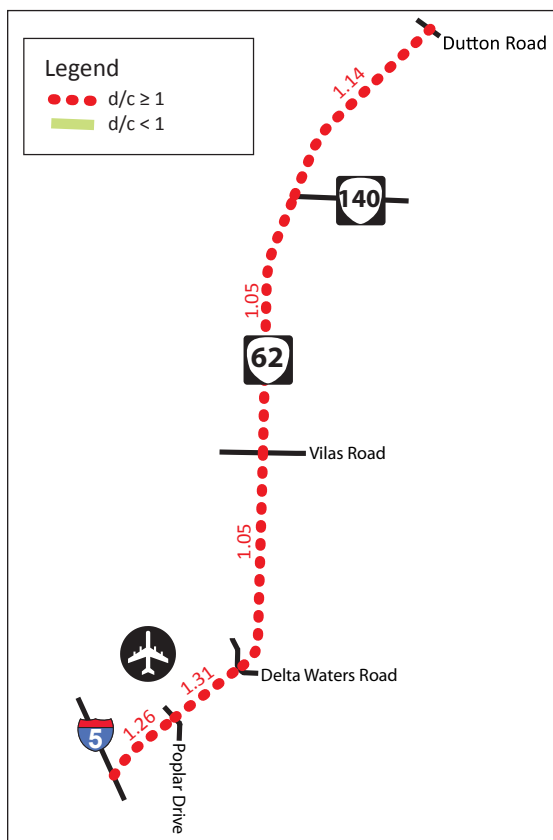 Legend
d/c ≥ 1
d/c < 1
Dutton Road
1.14
140
1.05
62
Vilas Road
1.05
Delta Waters Road
1.31
1.26
5
Poplar Drive